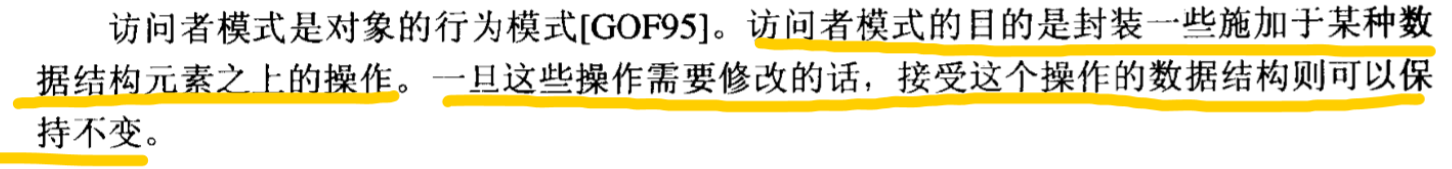 访问者模式是对象的行为模式[GOF95]。访问者模式的目的是封装一些施加于某种数
据结构元素之上的操作。一旦这些操作需要修改的话，接受这个操作的数据结构则可以保
持不变。